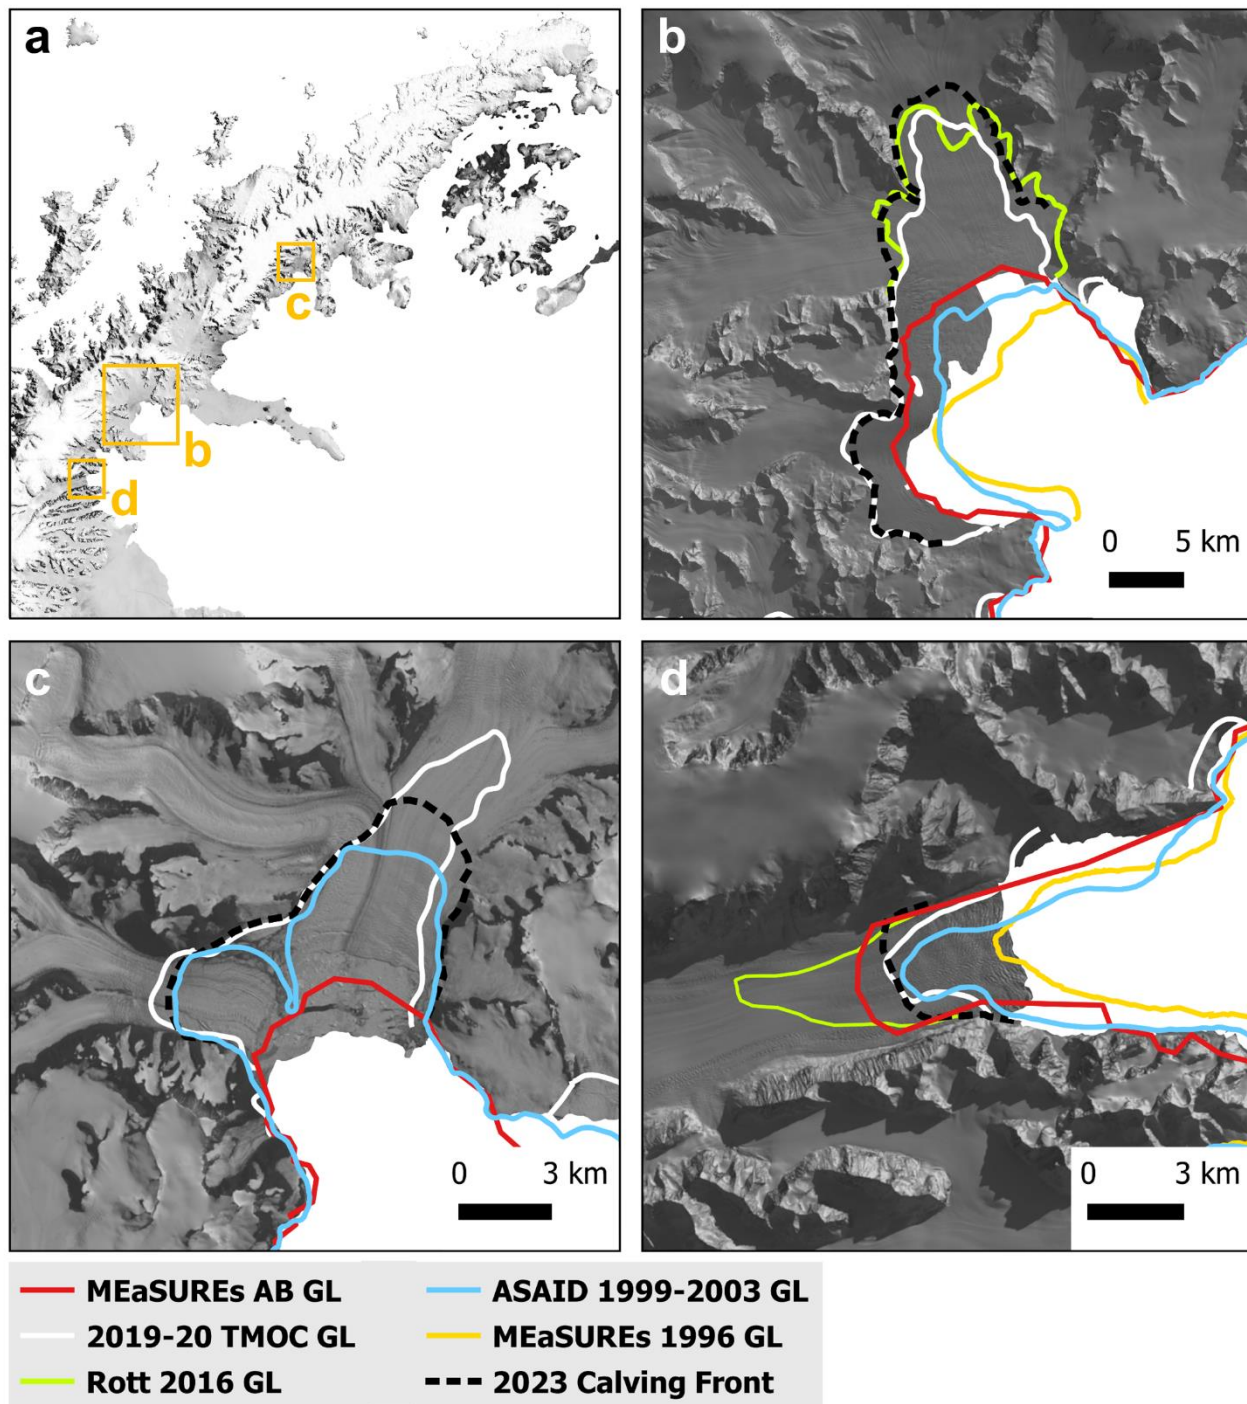 a
c
b
d
b
0 5 km
c
0 3 km
d
0 3 km
MEaSUREs AB GL
ASAID 1999-2003 GL
2019-20 TMOC GL
MEaSUREs 1996 GL
Rott 2016 GL
2023 Calving Front